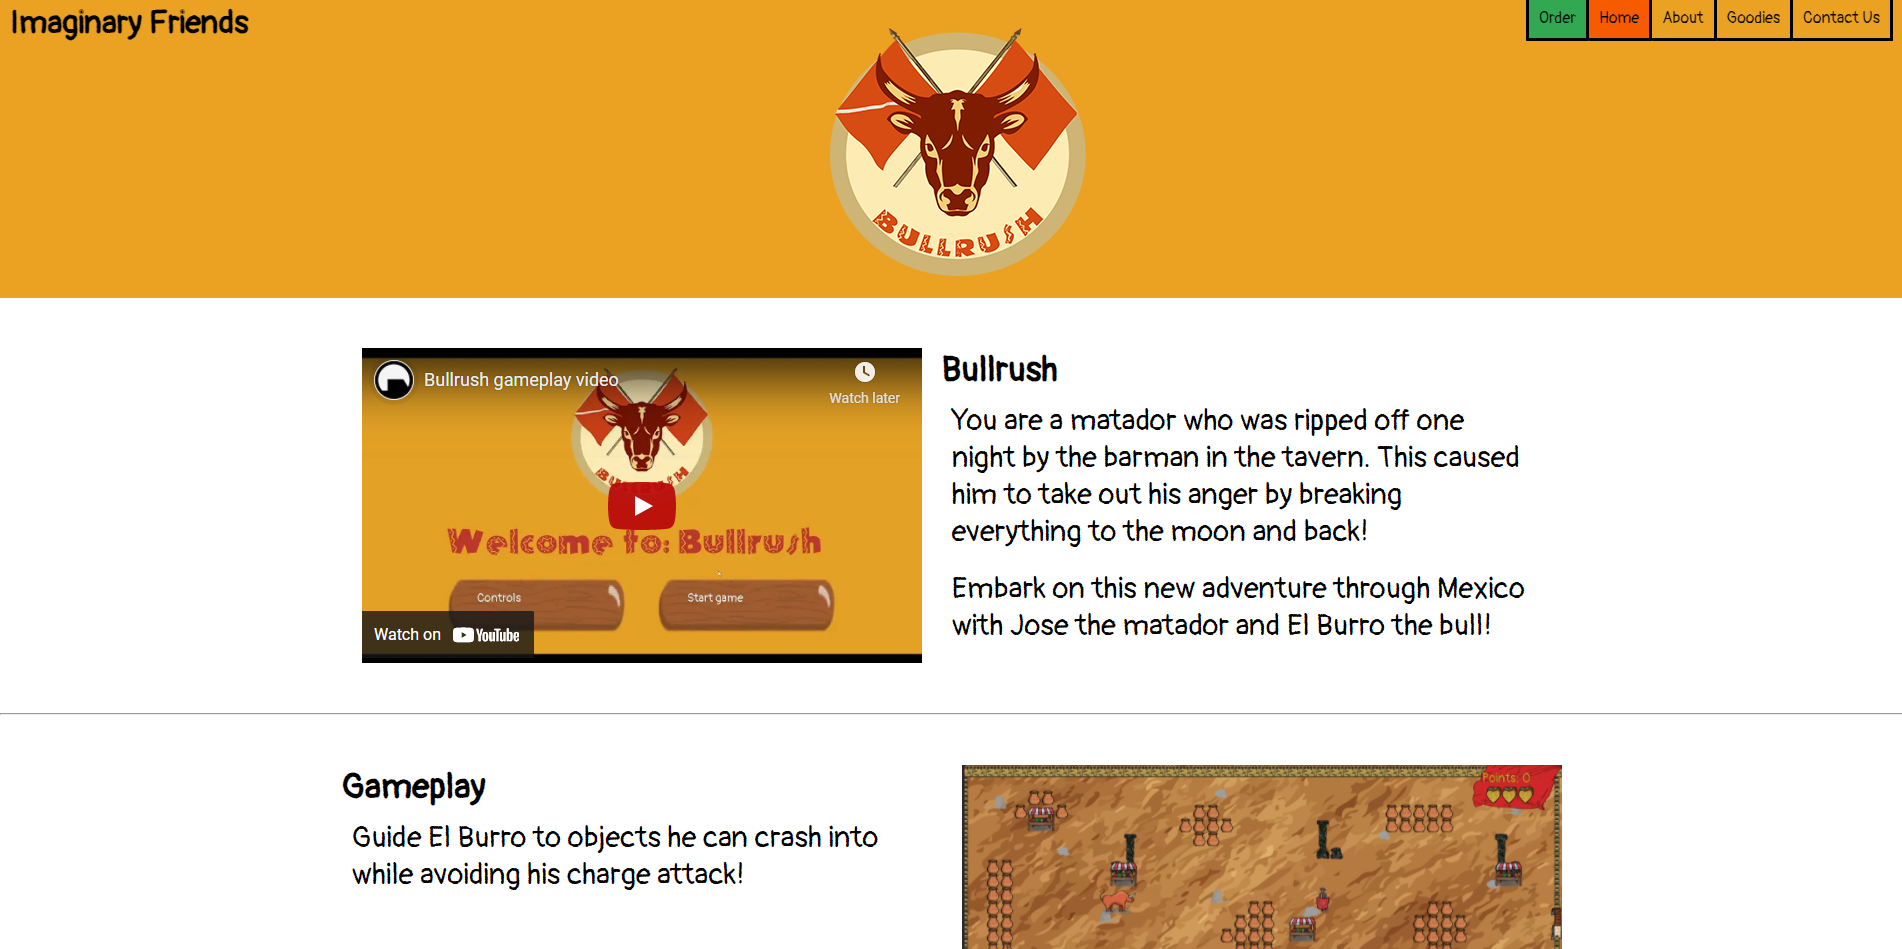 Imaginary Friends
Order Home About Goodies Contact Us
BULLRUSH
Bullrush gameplay video
Watch later
BULLRUSH
Welcome to: Bullrush
Controls Start game
Watch on YouTube
Bullrush
You are a matador who was ripped off one
night by the barman in the tavern. This caused
him to take out his anger by breaking
everything to the moon and back!
Embark on this new adventure through Mexico
with Jose the matador and El Burro the bull!
Gameplay
Guide El Burro to objects he can crash into
while avoiding his charge attack!
Points: 0